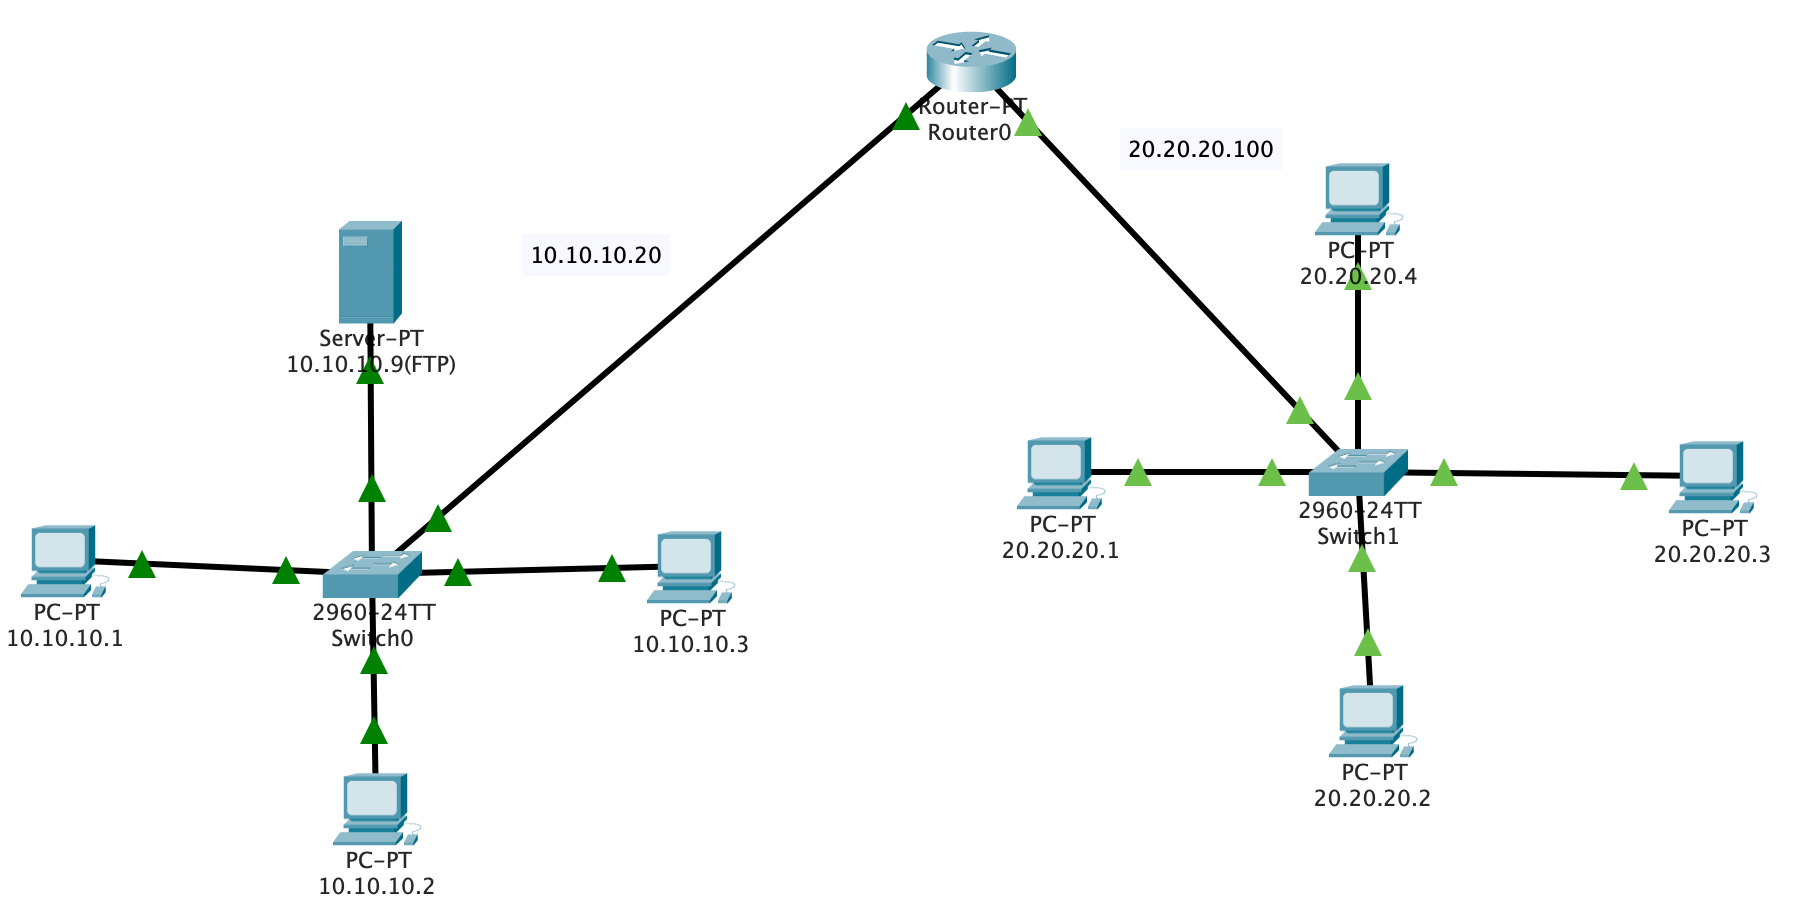 Router-PT
Router0
20.20.20.100
10.10.10.20
PC-PT
20.20.20.4
Server-PT
10.10.10.9(FTP)
PC-PT
20.20.20.1
2960-24TT
Switch1
PC-PT
20.20.20.3
PC-PT
10.10.10.1
2960-24TT
Switch0
PC-PT
10.10.10.3
PC-PT
20.20.20.2
PC-PT
10.10.10.2